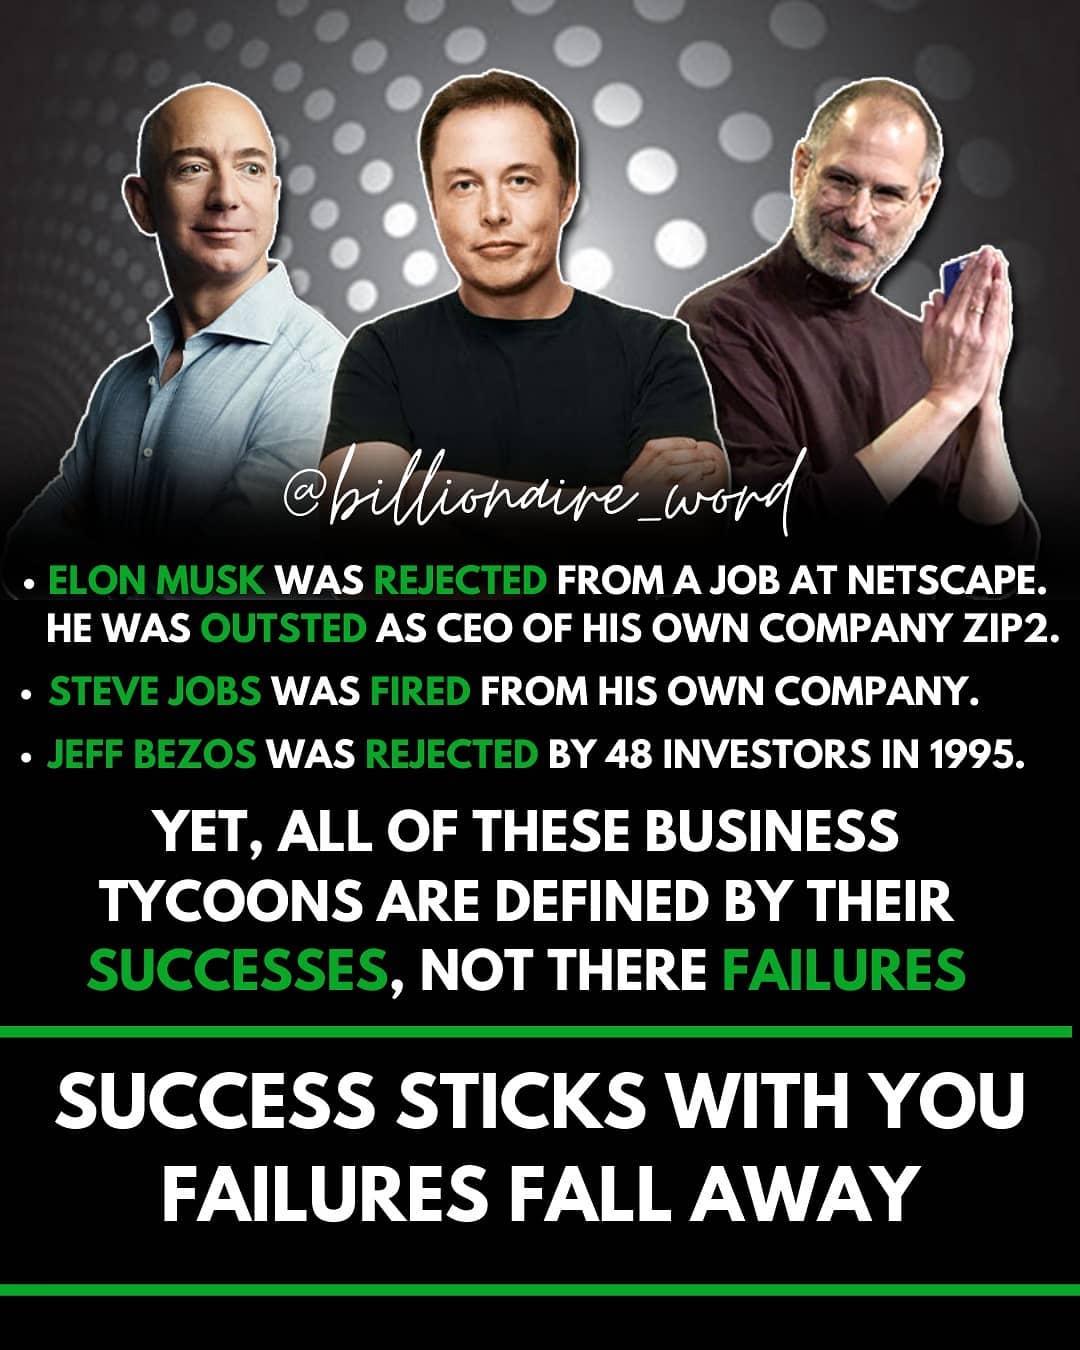 @billionaire_word
• ELON MUSK WAS REJECTED FROM A JOB AT NETSCAPE.
HE WAS OUTSTED AS CEO OF HIS OWN COMPANY ZIP2.
• STEVE JOBS WAS FIRED FROM HIS OWN COMPANY.
• JEFF BEZOS WAS REJECTED BY 48 INVESTORS IN 1995.
YET, ALL OF THESE BUSINESS
TYCOONS ARE DEFINED BY THEIR
SUCCESSES, NOT THERE FAILURES
SUCCESS STICKS WITH YOU
FAILURES FALL AWAY